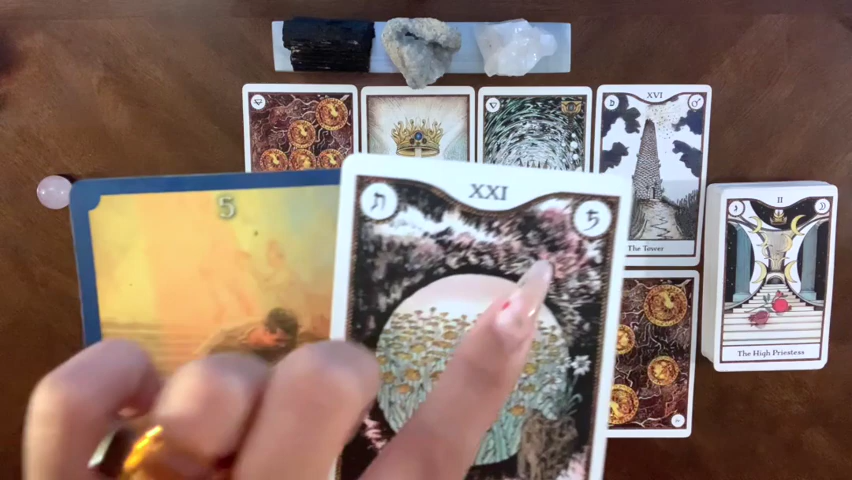 XVI
The Tower
5
XXI
ת
II
The High Priestess